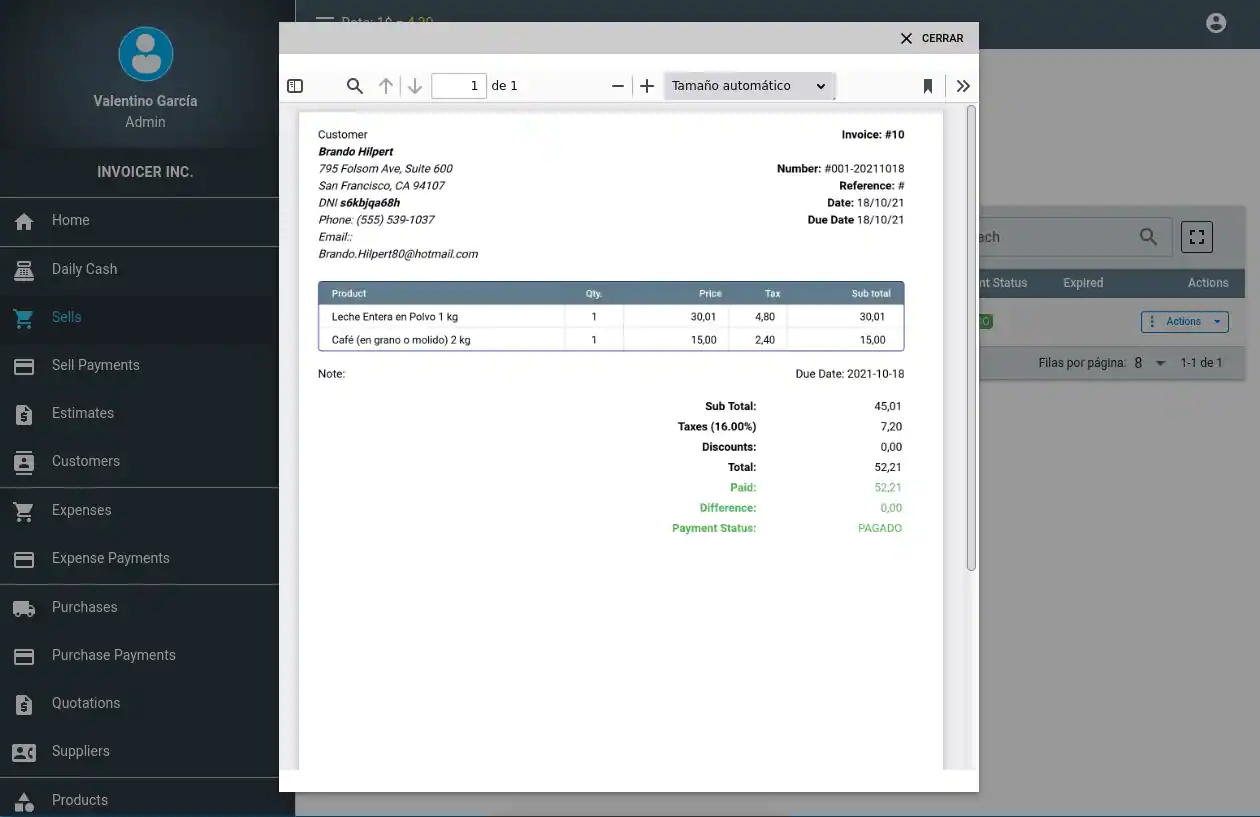 Valentino García
Admin
INVOICER INC.
Home
Daily Cash
Sells
Sell Payments
Estimates
Customers
Expenses
Expense Payments
Purchases
Purchase Payments
Quotations
Suppliers
Products
CERRAR
1 de 1
Tamaño automático
Customer
Invoice: #10
Brando Hilpert
795 Folsom Ave, Suite 600
Number: #001-20211018
San Francisco, CA 94107
Reference: #
DNI s6kbjqa68h
Date: 18/10/21
Phone: (555) 539-1037
Due Date 18/10/21
Email::
Brando.Hilpert80@hotmail.com
Product Qty. Price Tax Sub total
Leche Entera en Polvo 1 kg 1 30,01 4,80 30,01
Café (en grano o molido) 2 kg 1 15,00 2,40 15,00
Note: Due Date: 2021-10-18
Sub Total: 45,01
Taxes (16.00%) 7,20
Discounts: 0,00
Total: 52,21
Paid: 52,21
Difference: 0,00
Payment Status: PAGADO
ach
nt Status Expired Actions
Actions
Filas por página: 8 1-1 de 1